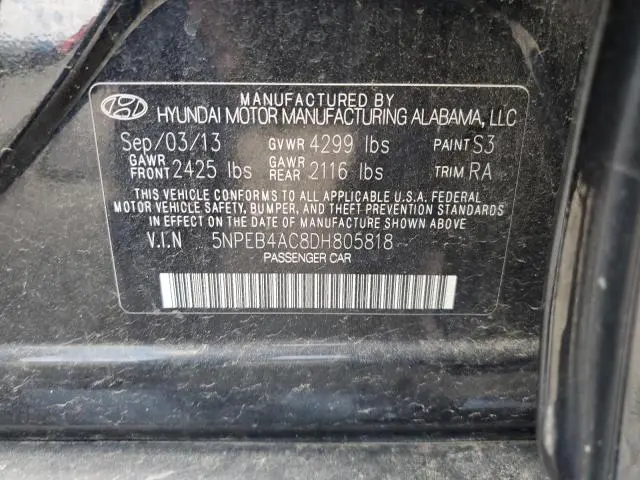 MANUFACTURED BY
HYUNDAI MOTOR MANUFACTURING ALABAMA, LLC
Sep/03/13 GVWR 4299 lbs PAINT S3
GAWR FRONT 2425 lbs GAWR REAR 2116 lbs TRIM RA
THIS VEHICLE CONFORMS TO ALL APPLICABLE U.S.A. FEDERAL
MOTOR VEHICLE SAFETY, BUMPER, AND THEFT PREVENTION STANDARDS
IN EFFECT ON THE DATE OF MANUFACTURE SHOWN ABOVE.
V.I.N 5NPEB4AC8DH805818
PASSENGER CAR